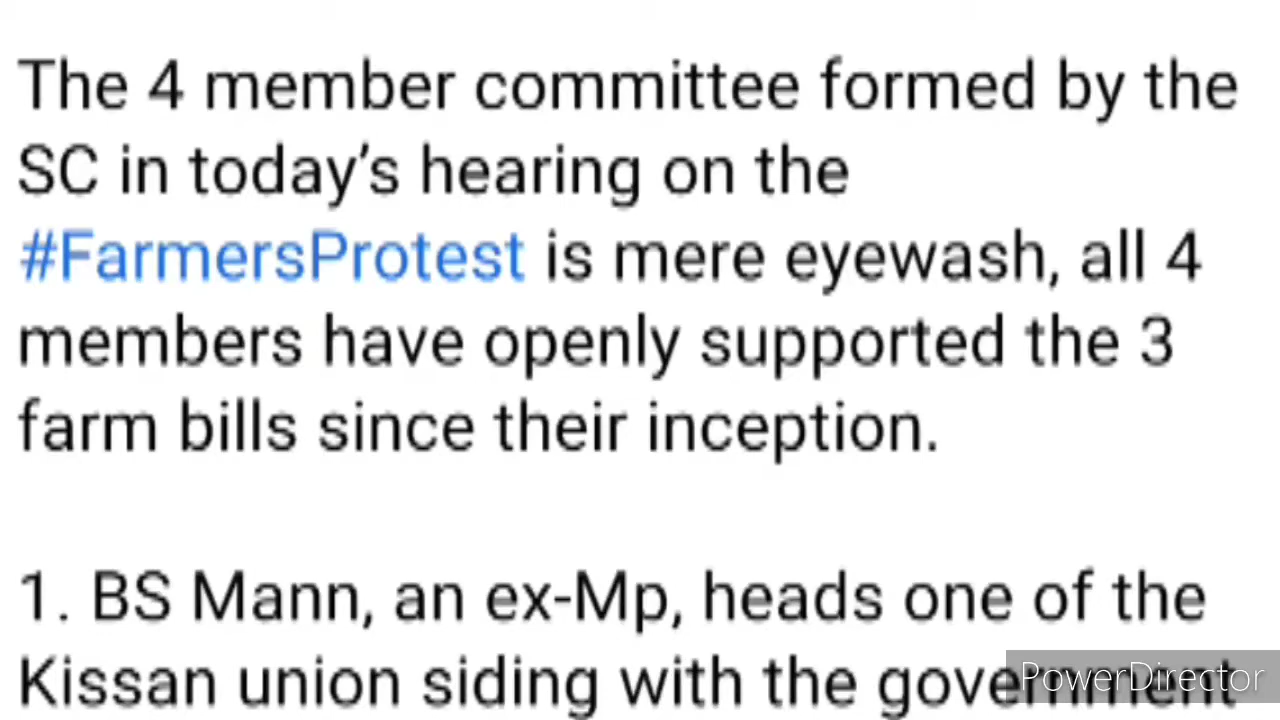 The 4 member committee formed by the
SC in today’s hearing on the
#FarmersProtest is mere eyewash, all 4
members have openly supported the 3
farm bills since their inception.
1. BS Mann, an ex-Mp, heads one of the
Kissan union siding with the government
PowerDirector